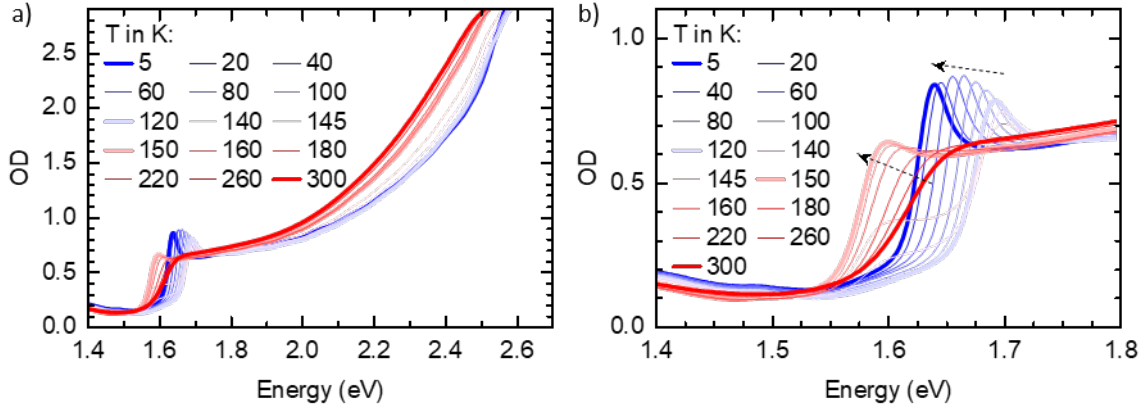 a)
T in K:
5 20 40
60 80 100
120 140 145
150 160 180
220 260 300
OD
0.0 0.5 1.0 1.5 2.0 2.5
1.4 1.6 1.8 2.0 2.2 2.4 2.6
Energy (eV)
b)
T in K:
5 20
40 60
80 100
120 140
145 150
160 180
220 260
300
OD
0.0 0.5 1.0
1.4 1.5 1.6 1.7 1.8
Energy (eV)